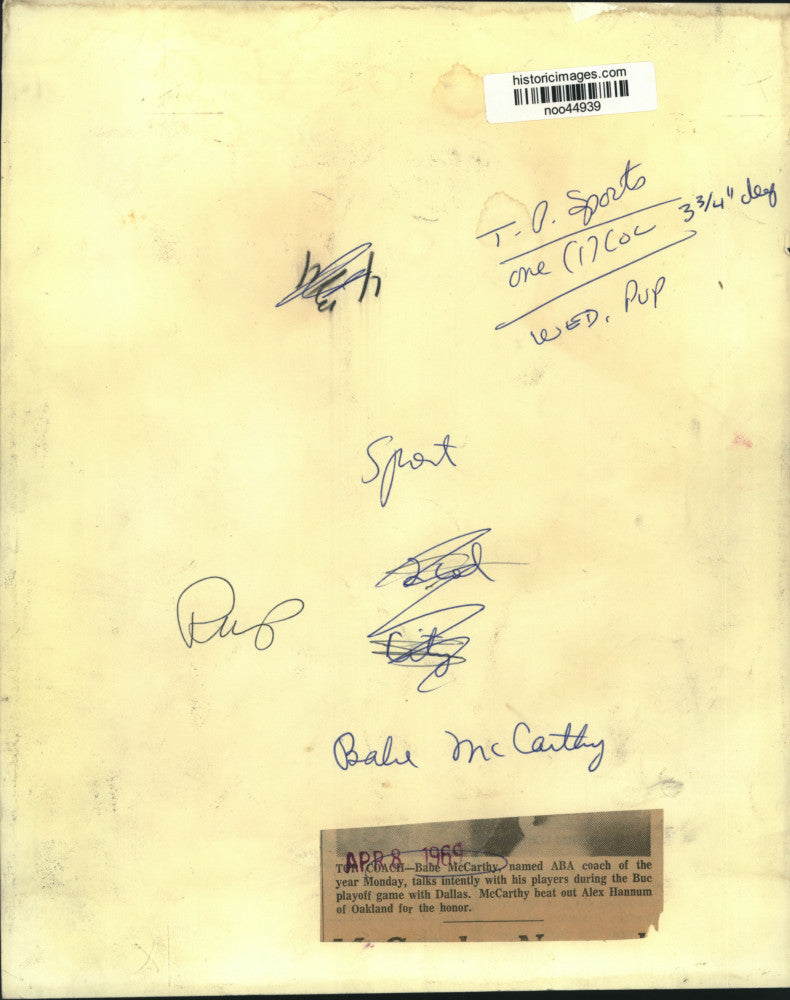 historicimages.com
noo44939
T.P. Sports
3 3/4" deep
one (1) Col
WED. PUP
Sport
City
Pup
Babe McCarthy
APR 8 1969
TOP COACH—Babe McCarthy, named ABA coach of the
year Monday, talks intently with his players during the Buc
playoff game with Dallas. McCarthy beat out Alex Hannum
of Oakland for the honor.